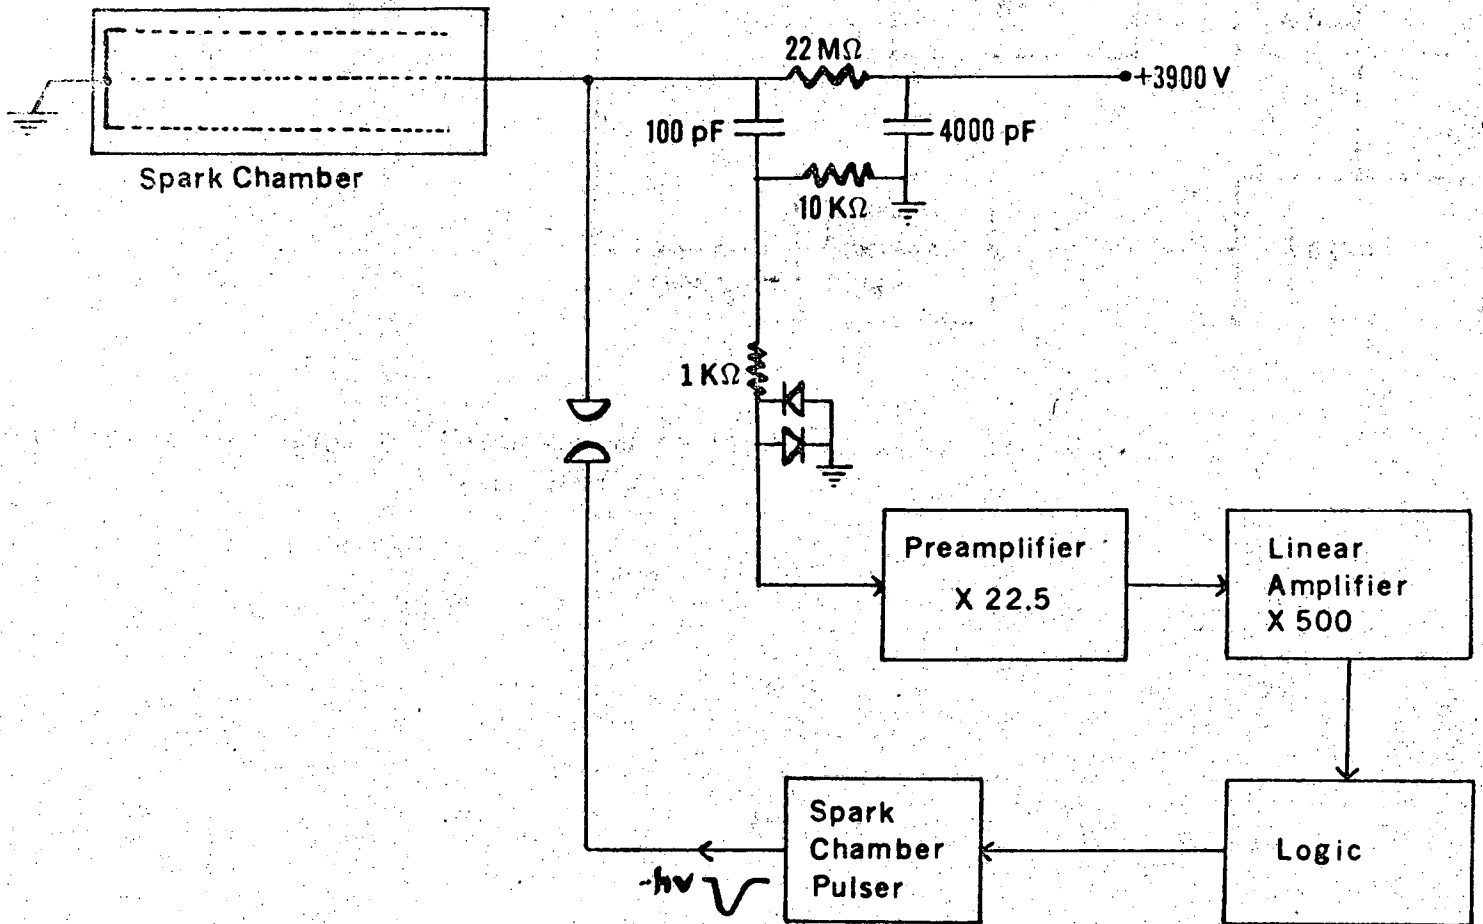 22 MΩ
+3900 V
100 pF
4000 pF
Spark Chamber
10 KΩ
1 KΩ
Preamplifier
X 22.5
Linear
Amplifier
X 500
Spark
Chamber
Pulser
Logic
-hv